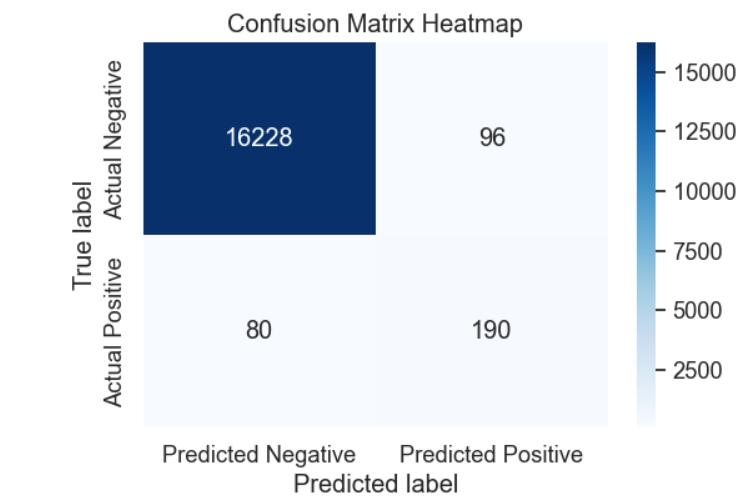 Confusion Matrix Heatmap
Actual Negative
16228
96
15000
12500
10000
7500
5000
2500
True label
Actual Positive
80
190
Predicted Negative
Predicted Positive
Predicted label